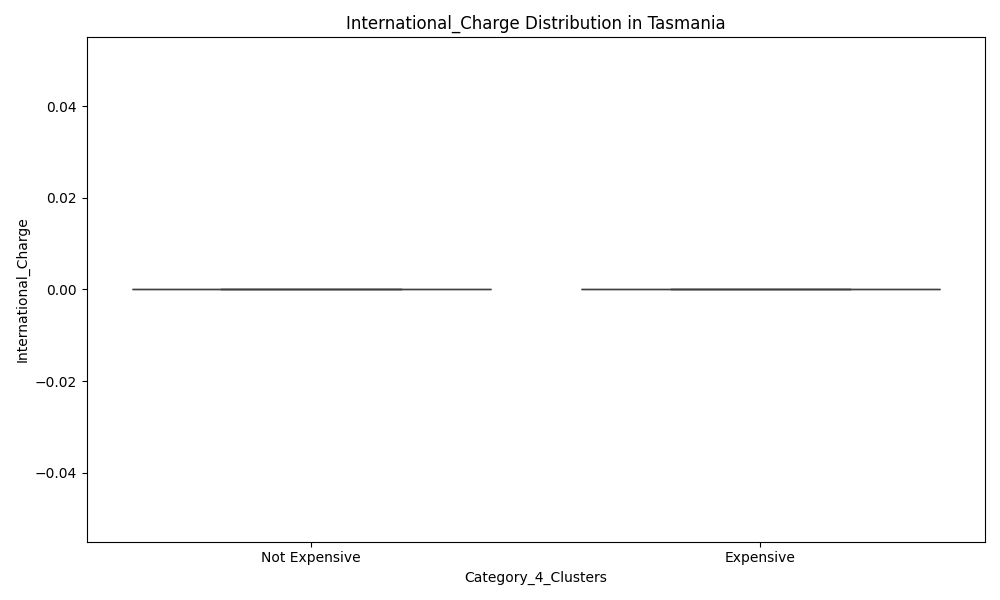 International_Charge Distribution in Tasmania
0.04
0.02
0.00
−0.02
−0.04
International_Charge
Not Expensive
Expensive
Category_4_Clusters